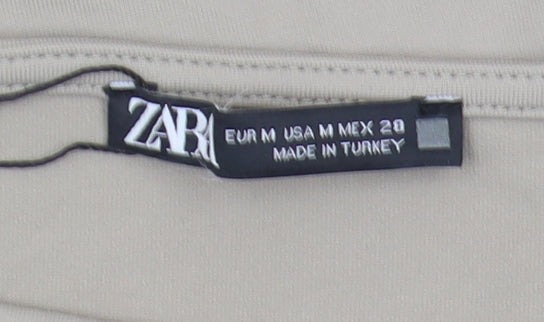 ZARA
EUR M USA M MEX 28
MADE IN TURKEY